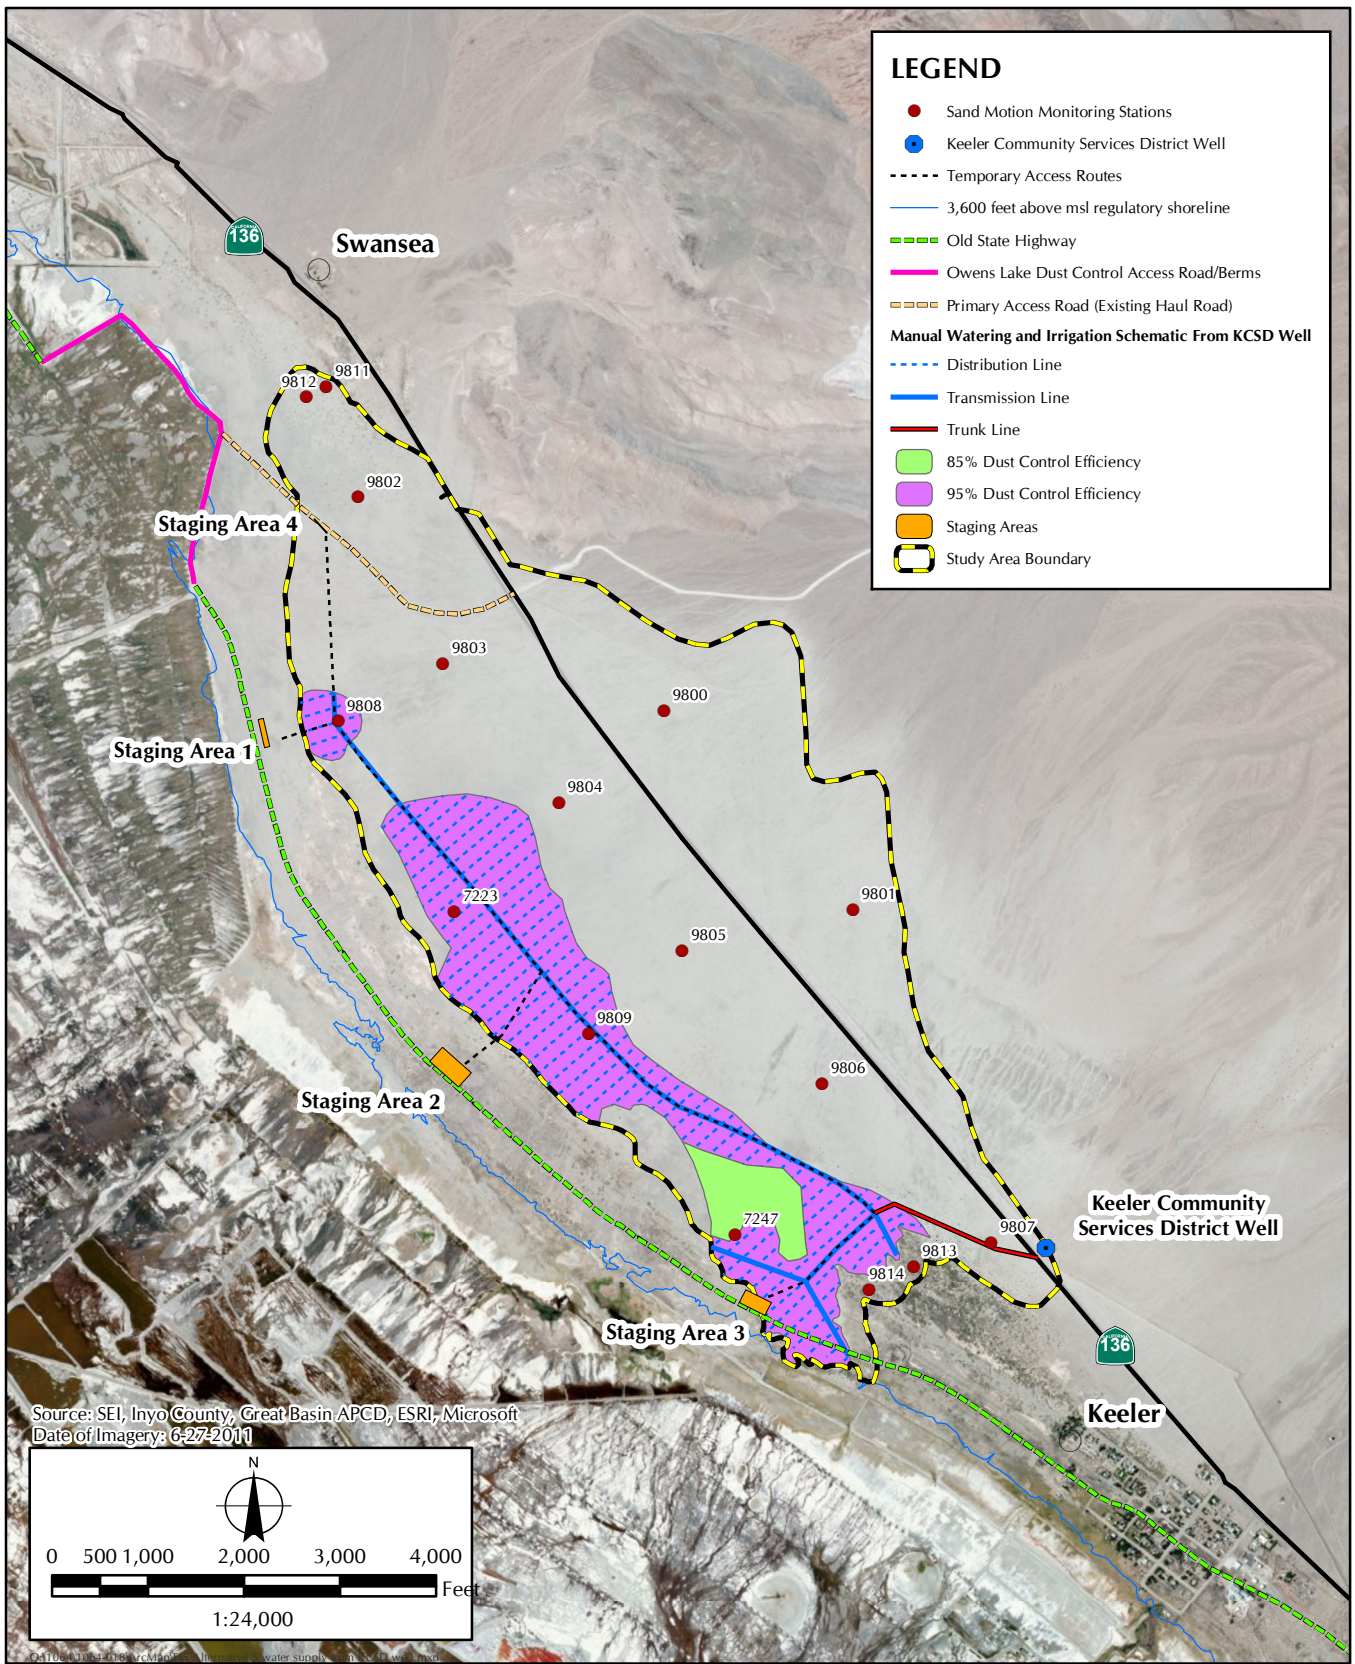 LEGEND
Sand Motion Monitoring Stations
Keeler Community Services District Well
Temporary Access Routes
3,600 feet above msl regulatory shoreline
Old State Highway
Owens Lake Dust Control Access Road/Berms
Primary Access Road (Existing Haul Road)
Manual Watering and Irrigation Schematic From KCSD Well
Distribution Line
Transmission Line
Trunk Line
85% Dust Control Efficiency
95% Dust Control Efficiency
Staging Areas
Study Area Boundary
CALIFORNIA
136
Swansea
9811
9812
9802
Staging Area 4
9803
9800
9808
Staging Area 1
9804
7223
9801
9805
9809
9806
Staging Area 2
Keeler Community
Services District Well
7247
9807
9813
9814
Staging Area 3
CALIFORNIA
136
Keeler
Source: SEI, Inyo County, Great Basin APCD, ESRI, Microsoft
Date of Imagery: 6-27-2011
N
0 500 1,000 2,000 3,000 4,000
Feet
1:24,000